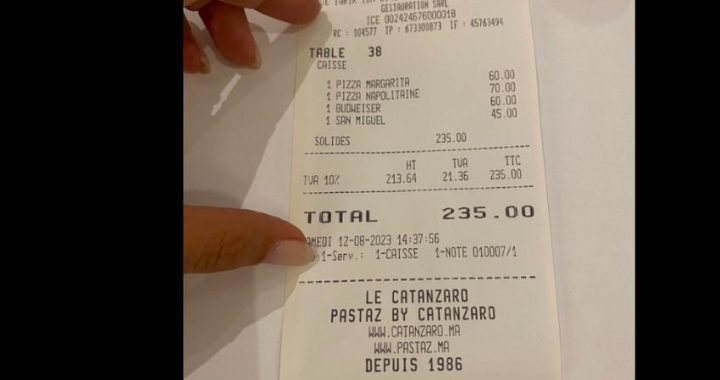 GESTAURATION SARL
ICE 002424676000018
RC : 104577 TP : 673300873 IF : 45763494
TABLE 38
CAISSE
1 PIZZA MARGARITA 60.00
1 PIZZA NAPOLITAINE 70.00
1 BUDWEISER 60.00
1 SAN MIGUEL 45.00
SOLIDES 235.00
HT TVA TTC
TVA 10% 213.64 21.36 235.00
TOTAL 235.00
AMEDI 12-08-2023 14:37:56
1-Serv.: 1-CAISSE 1-NOTE 010007/1
LE CATANZARO
PASTAZ BY CATANZARO
WWW.CATANZARO.MA
WWW.PASTAZ.MA
DEPUIS 1986